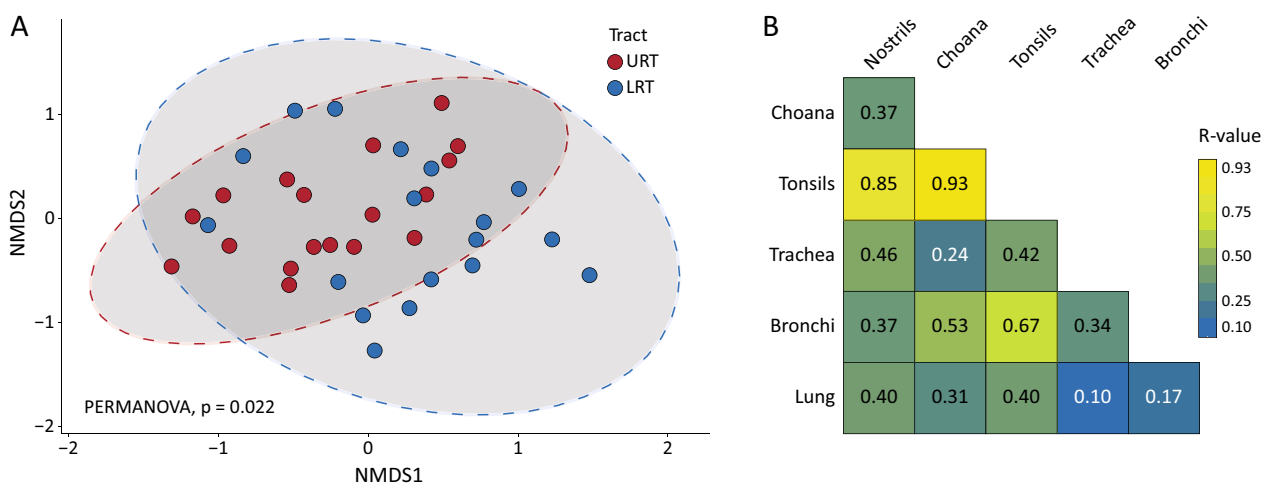 A
Tract
URT
LRT
NMDS2
1
0
−1
−2
PERMANOVA, p = 0.022
−2 −1 0 1 2
NMDS1
B
Nostrils Choana Tonsils Trachea Bronchi
Choana 0.37
Tonsils 0.85 0.93
Trachea 0.46 0.24 0.42
Bronchi 0.37 0.53 0.67 0.34
Lung 0.40 0.31 0.40 0.10 0.17
R-value
0.93
0.75
0.50
0.25
0.10